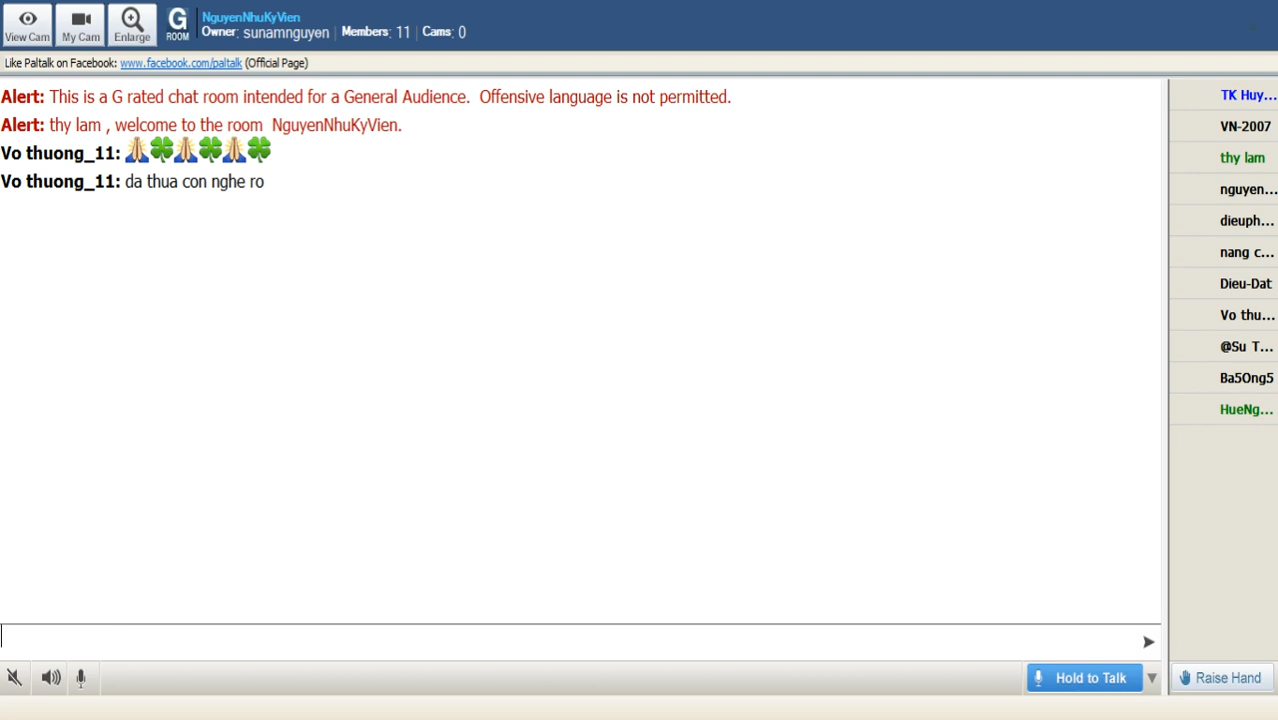 View Cam
My Cam
Enlarge
G
ROOM
NguyenNhuKyVien
Owner: sunamnguyen | Members: 11 | Cams: 0
Like Paltalk on Facebook: www.facebook.com/paltalk (Official Page)
Alert: This is a G rated chat room intended for a General Audience. Offensive language is not permitted.
Alert: thy lam , welcome to the room NguyenNhuKyVien.
Vo thuong_11: 🙏🍀🙏🍀🙏🍀
Vo thuong_11: da thua con nghe ro
TK Huy...
VN-2007
thy lam
nguyen...
dieuph...
nang c...
Dieu-Dat
Vo thu...
@Su T...
Ba5Ong5
HueNg...
Hold to Talk
Raise Hand